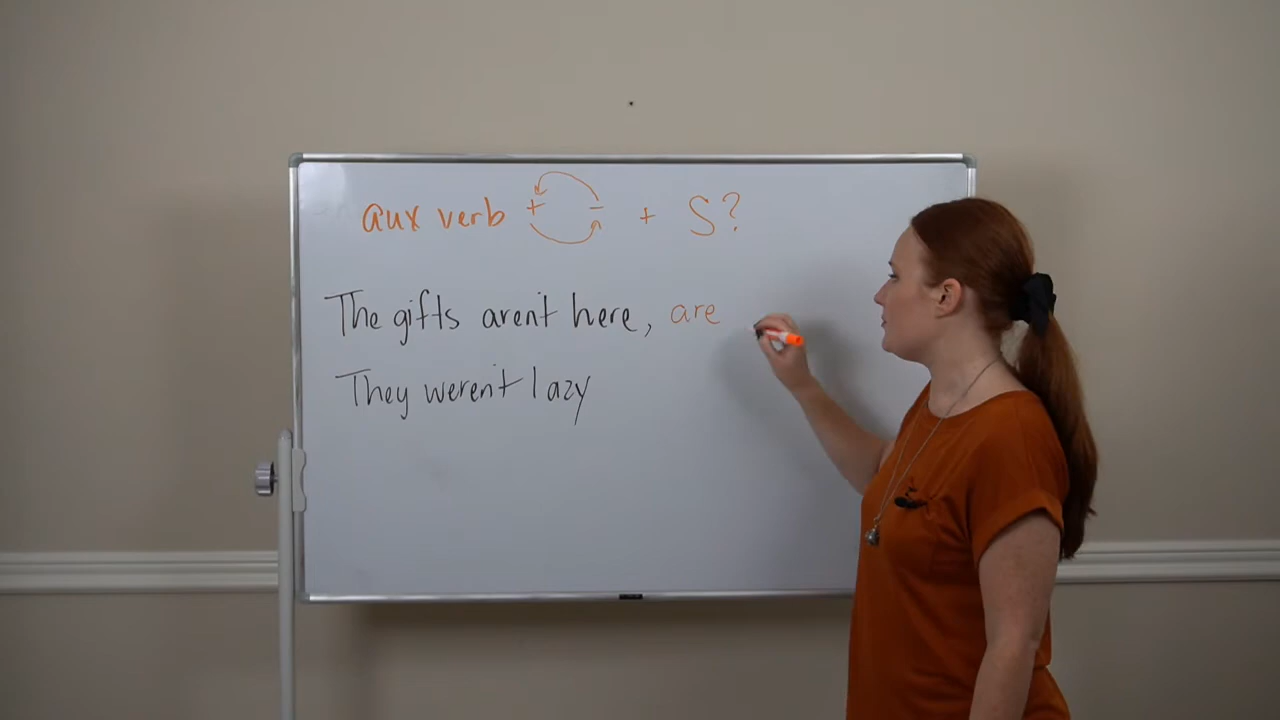 aux verb + - + S?
The gifts aren't here, are
They weren't lazy